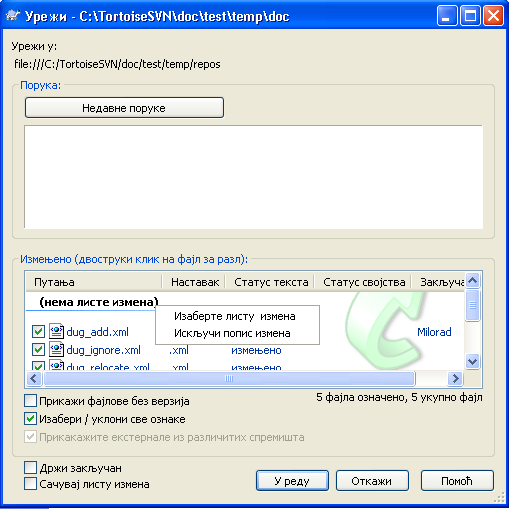 Урежи - C:\TortoiseSVN\doc\test\temp\doc
Урежи у:
file:///C:/TortoiseSVN/doc/test/temp/repos
Порука:
Недавне поруке
Измењено (двоструки клик на фајл за разл):
Путања Наставак Статус текста Статус својства Закључа
(нема листе измена)
Изаберте листу измена
dug_add.xml Искључи попис измена Milorad
dug_ignore.xml .xml измењено
dug_relocate.xml .xml измењено
Прикажи фајлове без верзија 5 фајла означено, 5 укупно фајл
Изабери / уклони све ознаке
Прикакажите екстернале из различитих спремишта
Држи закључан
Сачувај листу измена
У реду Откажи Помоћ